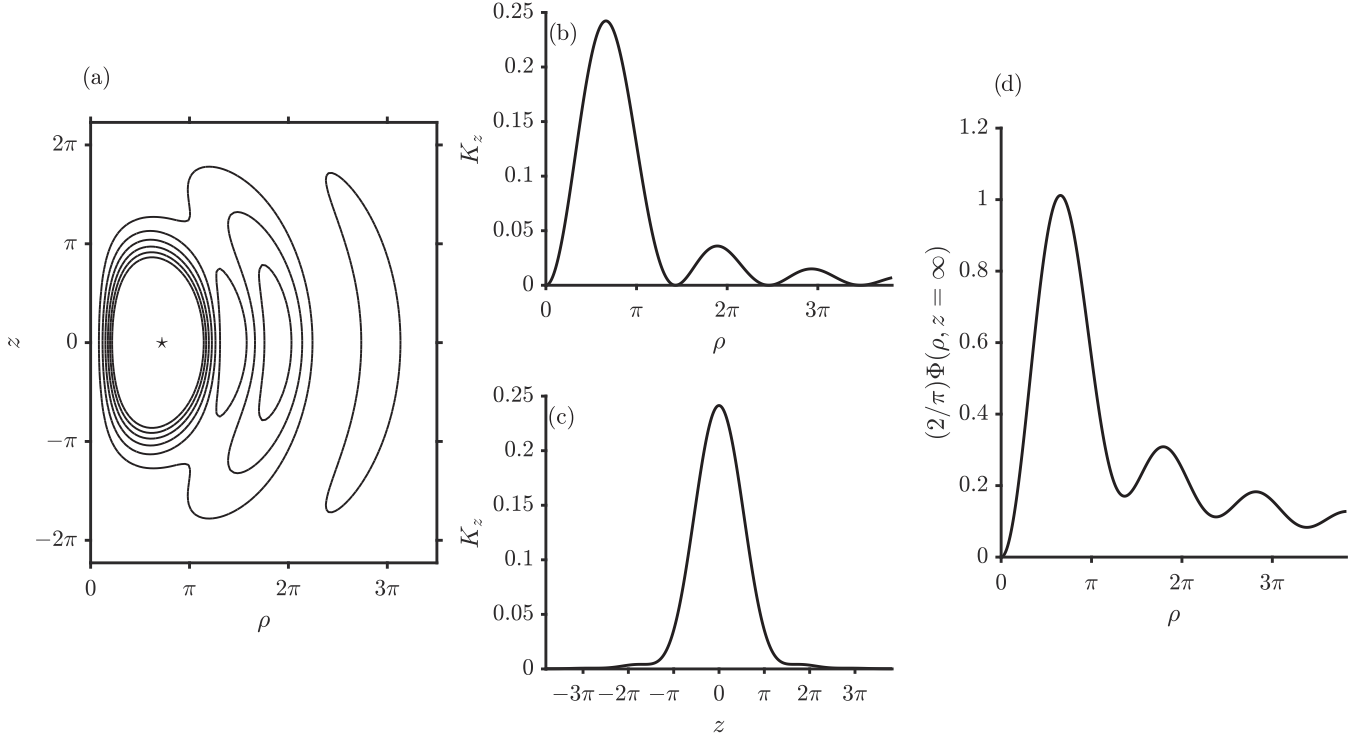 (a)
2π
π
0
−π
−2π
z
0 π 2π 3π
ρ
(b)
0.25
0.2
0.15
0.1
0.05
0
K_z
0 π 2π 3π
ρ
(c)
0.25
0.2
0.15
0.1
0.05
0
K_z
−3π −2π −π 0 π 2π 3π
z
(d)
1.2
1
0.8
0.6
0.4
0.2
0
(2/π)Φ(ρ, z = ∞)
0 π 2π 3π
ρ